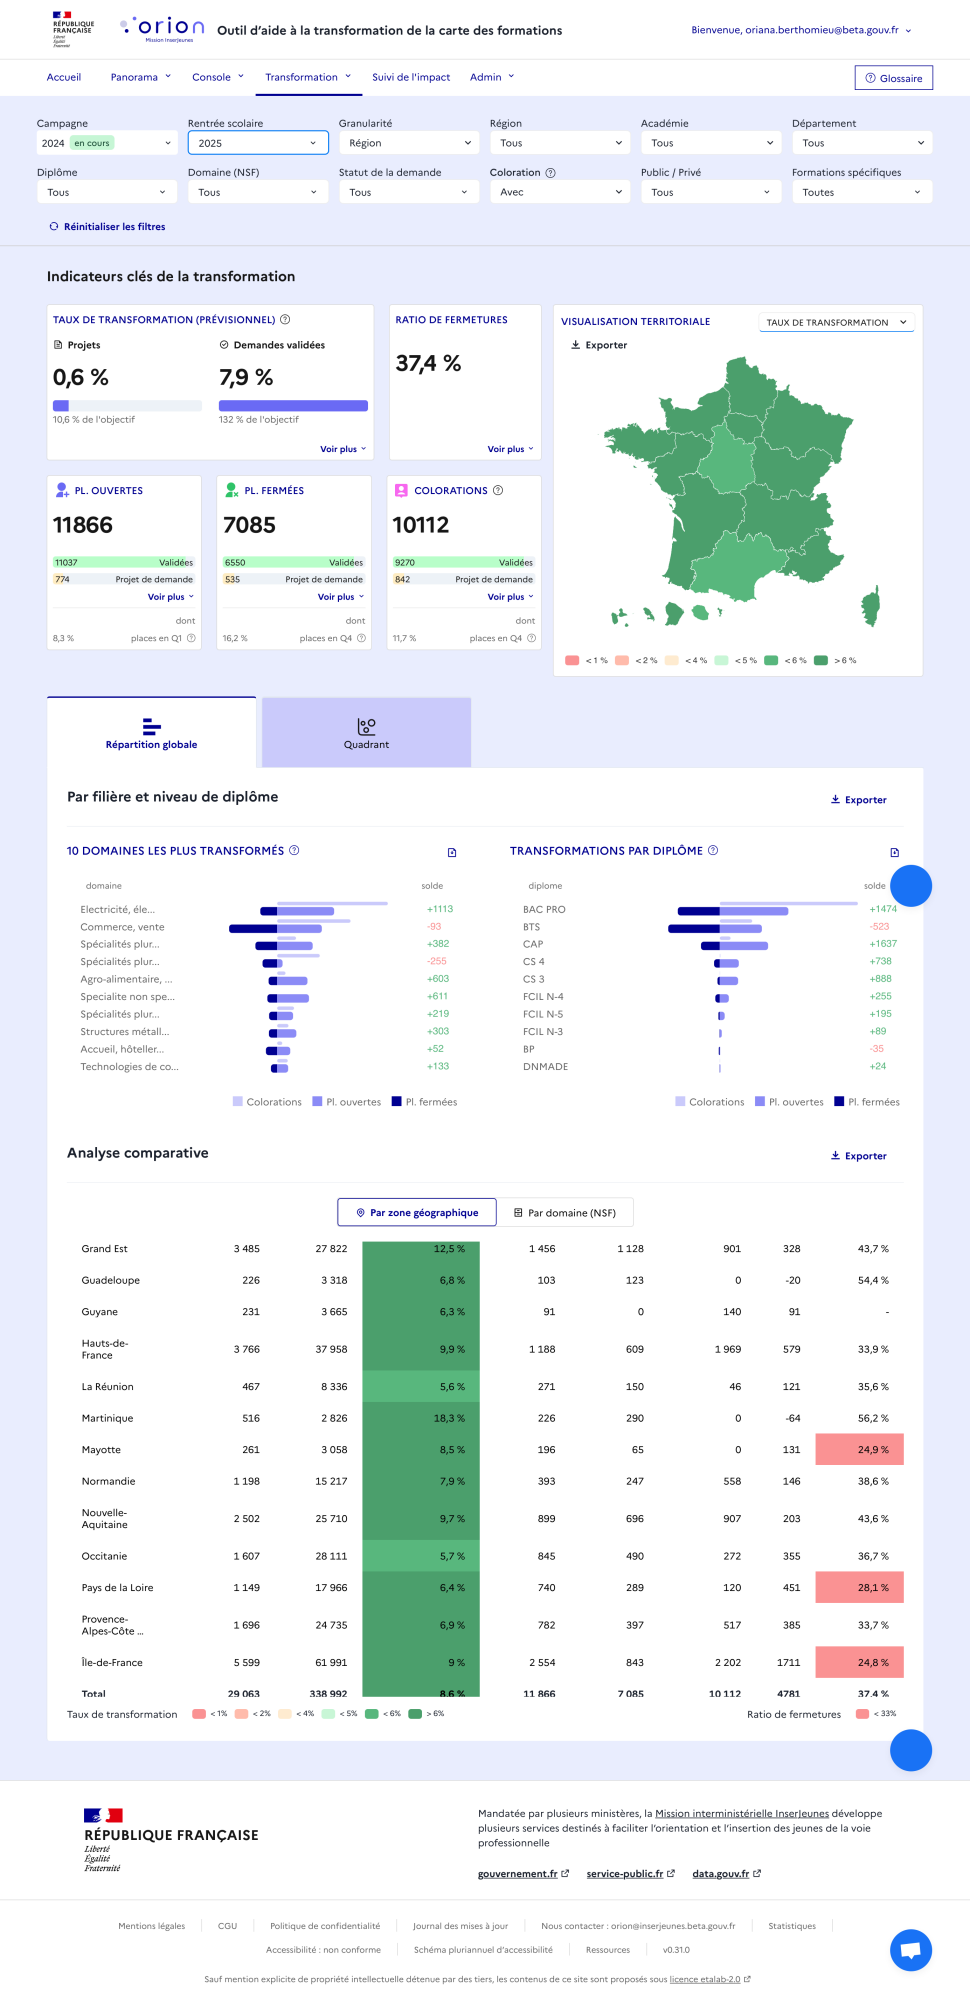 RÉPUBLIQUE
FRANÇAISE
Liberté
Égalité
Fraternité
orion
Mission InserJeunes
Outil d'aide à la transformation de la carte des formations
Bienvenue, oriana.berthomieu@beta.gouv.fr
Accueil Panorama Console Transformation Suivi de l'impact Admin Glossaire
Campagne Rentrée scolaire Granularité Région Académie Département
2024 en cours 2025 Région Tous Tous Tous
Diplôme Domaine (NSF) Statut de la demande Coloration Public / Privé Formations spécifiques
Tous Tous Tous Avec Tous Toutes
Réinitialiser les filtres
Indicateurs clés de la transformation
TAUX DE TRANSFORMATION (PRÉVISIONNEL)
Projets Demandes validées
0,6 % 7,9 %
10,6 % de l'objectif 132 % de l'objectif
Voir plus
RATIO DE FERMETURES
37,4 %
Voir plus
VISUALISATION TERRITORIALE TAUX DE TRANSFORMATION
Exporter
< 1 % < 2 % < 4 % < 5 % < 6 % > 6 %
PL. OUVERTES
11866
11037 Validées
774 Projet de demande
Voir plus
dont
8,3 % places en Q1
PL. FERMÉES
7085
6550 Validées
535 Projet de demande
Voir plus
dont
16,2 % places en Q4
COLORATIONS
10112
9270 Validées
842 Projet de demande
Voir plus
dont
11,7 % places en Q4
Répartition globale Quadrant
Par filière et niveau de diplôme Exporter
10 DOMAINES LES PLUS TRANSFORMÉS
domaine solde
Electricité, éle... +1113
Commerce, vente -93
Spécialités plur... +382
Spécialités plur... -255
Agro-alimentaire, ... +603
Specialite non spe... +611
Spécialités plur... +219
Structures métall... +303
Accueil, hôteller... +52
Technologies de co... +133
Colorations Pl. ouvertes Pl. fermées
TRANSFORMATIONS PAR DIPLÔME
diplome solde
BAC PRO +1474
BTS -523
CAP +1637
CS 4 +738
CS 3 +888
FCIL N-4 +255
FCIL N-5 +195
FCIL N-3 +89
BP -35
DNMADE +24
Colorations Pl. ouvertes Pl. fermées
Analyse comparative Exporter
Par zone géographique Par domaine (NSF)
Grand Est 3 485 27 822 12,5 % 1 456 1 128 901 328 43,7 %
Guadeloupe 226 3 318 6,8 % 103 123 0 -20 54,4 %
Guyane 231 3 665 6,3 % 91 0 140 91 -
Hauts-de-
France 3 766 37 958 9,9 % 1 188 609 1 969 579 33,9 %
La Réunion 467 8 336 5,6 % 271 150 46 121 35,6 %
Martinique 516 2 826 18,3 % 226 290 0 -64 56,2 %
Mayotte 261 3 058 8,5 % 196 65 0 131 24,9 %
Normandie 1 198 15 217 7,9 % 393 247 558 146 38,6 %
Nouvelle-
Aquitaine 2 502 25 710 9,7 % 899 696 907 203 43,6 %
Occitanie 1 607 28 111 5,7 % 845 490 272 355 36,7 %
Pays de la Loire 1 149 17 966 6,4 % 740 289 120 451 28,1 %
Provence-
Alpes-Côte ... 1 696 24 735 6,9 % 782 397 517 385 33,7 %
Île-de-France 5 599 61 991 9 % 2 554 843 2 202 1711 24,8 %
Total 29 063 338 992 8,6 % 11 866 7 085 10 112 4781 37,4 %
Taux de transformation < 1% < 2% < 4% < 5% < 6% > 6% Ratio de fermetures < 33%
RÉPUBLIQUE FRANÇAISE
Liberté
Égalité
Fraternité
Mandatée par plusieurs ministères, la Mission interministérielle InserJeunes développe
plusieurs services destinés à faciliter l'orientation et l'insertion des jeunes de la voie
professionnelle
gouvernement.fr service-public.fr data.gouv.fr
Mentions légales CGU Politique de confidentialité Journal des mises à jour Nous contacter : orion@inserjeunes.beta.gouv.fr Statistiques
Accessibilité : non conforme Schéma pluriannuel d'accessibilité Ressources v0.31.0
Sauf mention explicite de propriété intellectuelle détenue par des tiers, les contenus de ce site sont proposés sous licence etalab-2.0